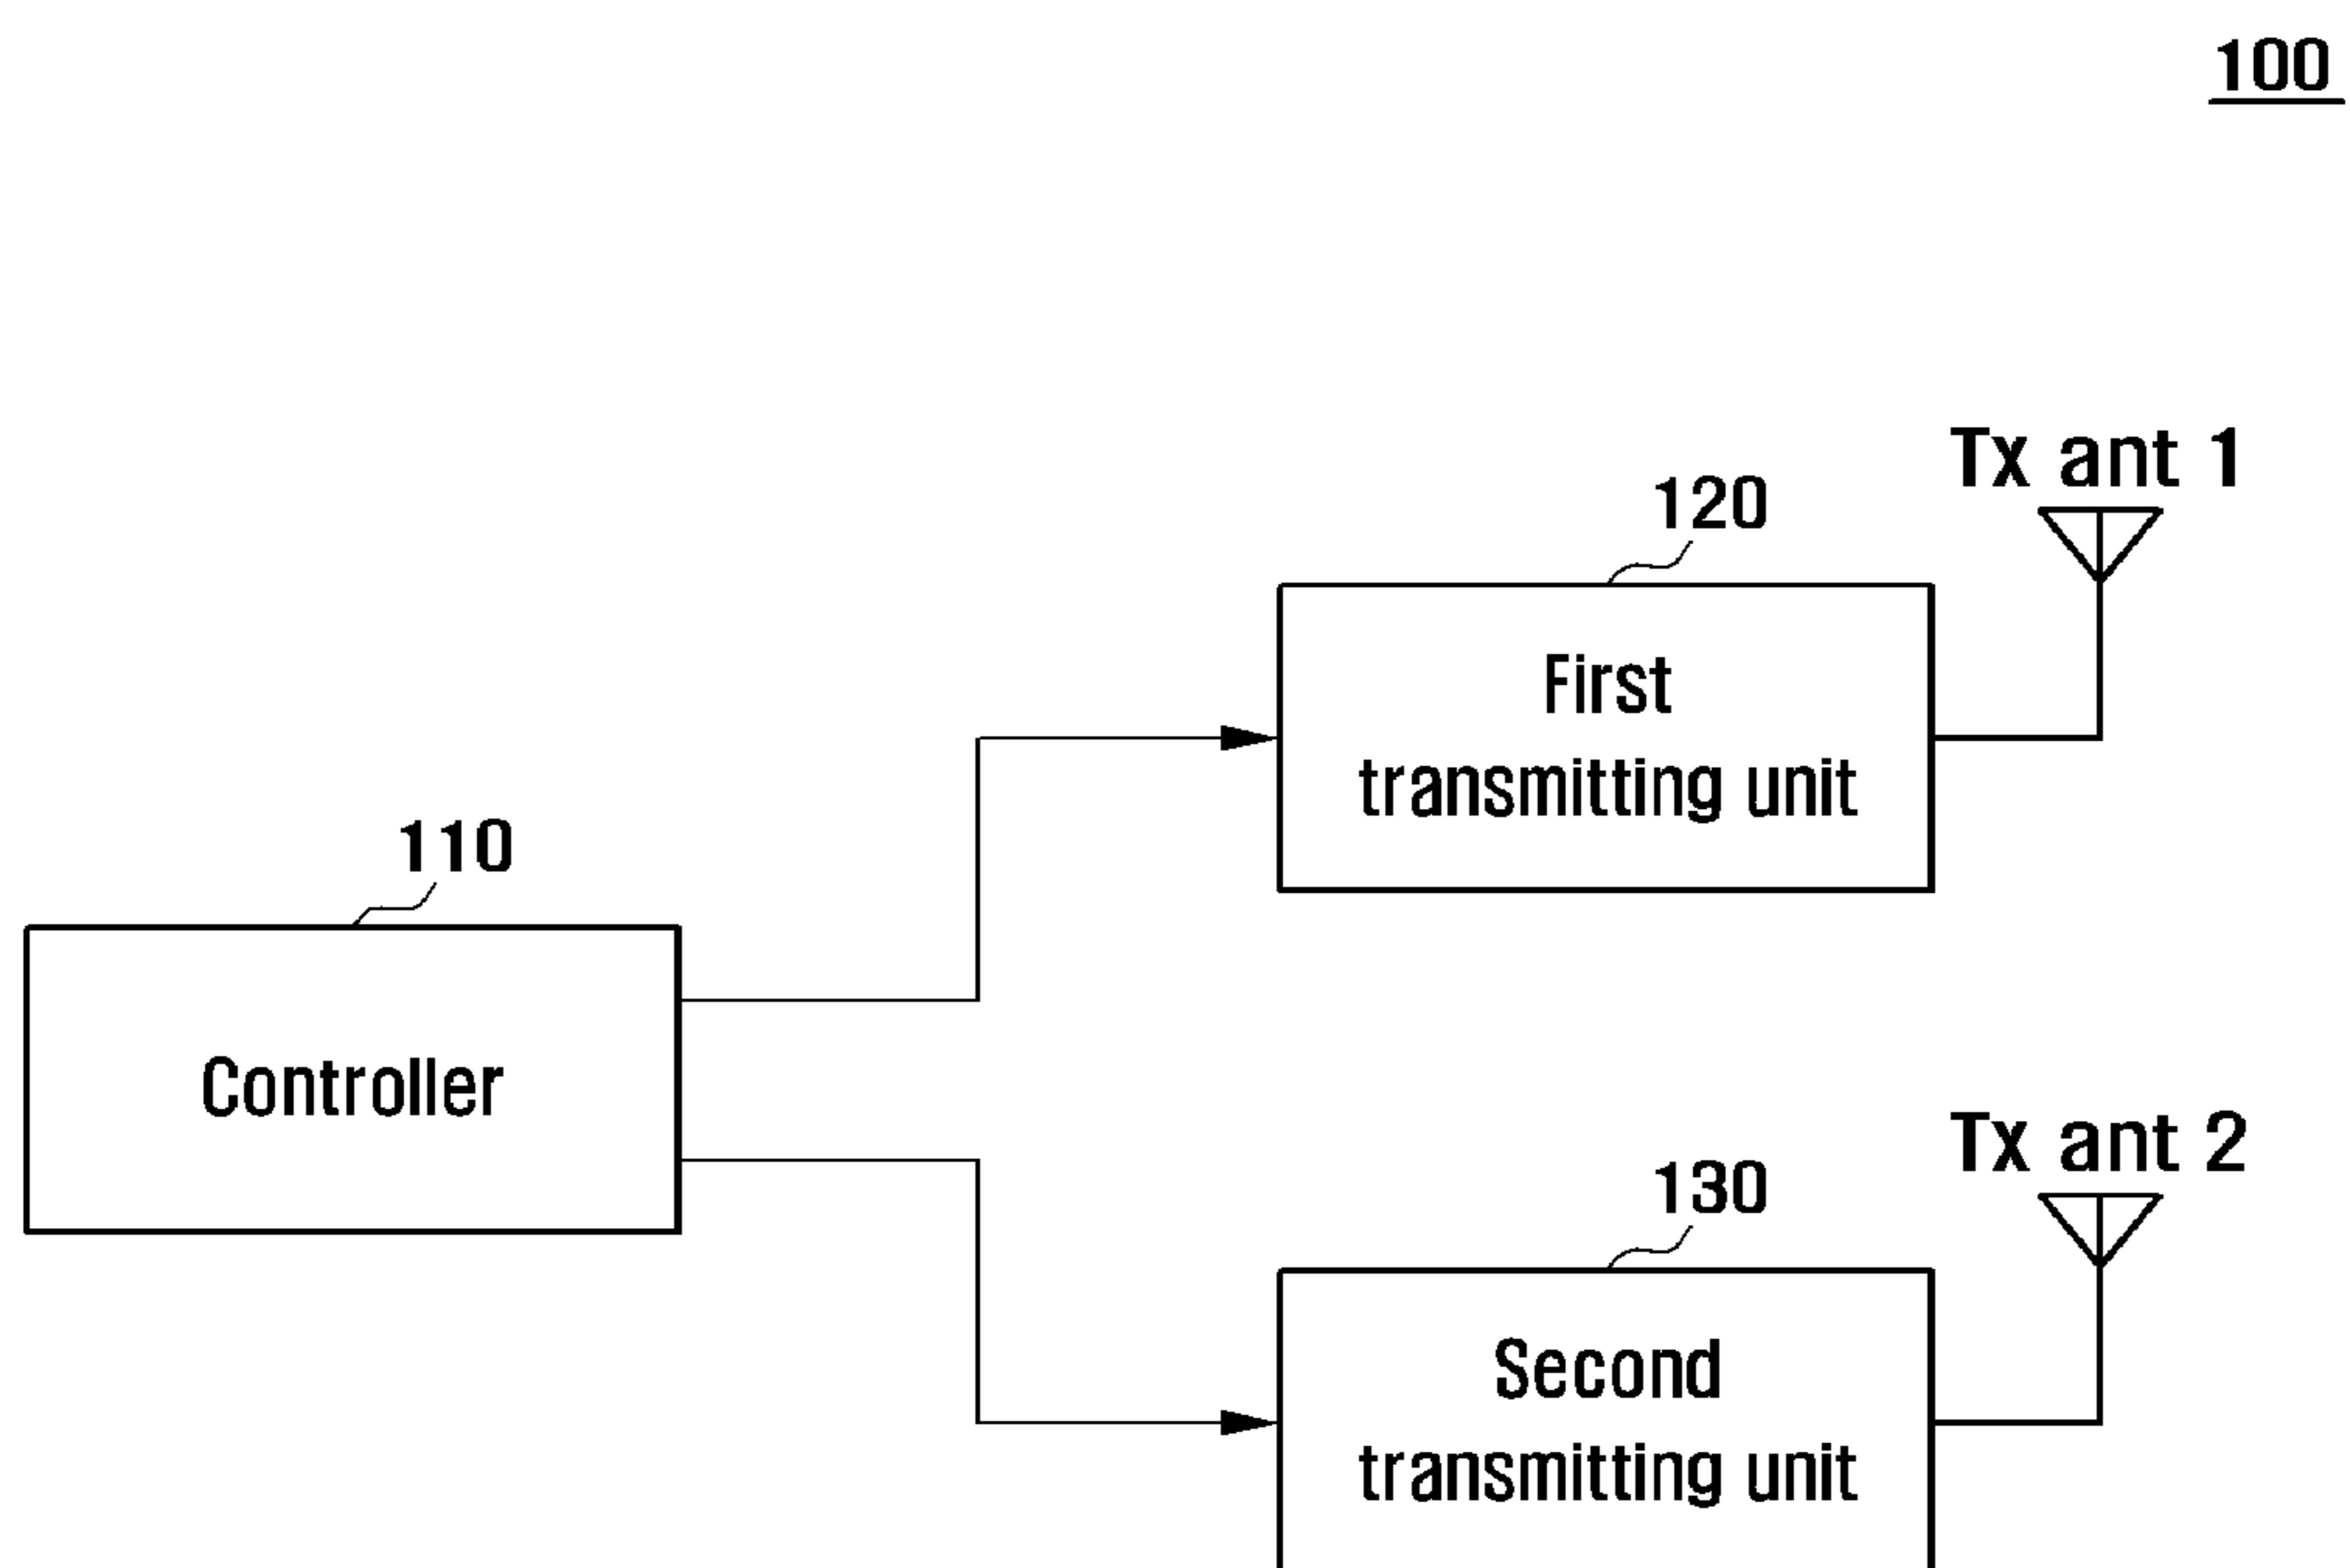 100
Tx ant 1
120
First
transmitting unit
110
Controller
Tx ant 2
130
Second
transmitting unit